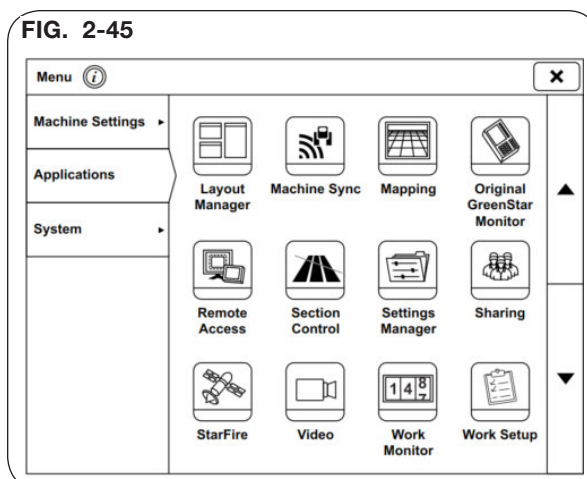 FIG. 2-45
Menu i
Machine Settings
Applications
System
Layout
Manager
Machine Sync
Mapping
Original
GreenStar
Monitor
Remote
Access
Section
Control
Settings
Manager
Sharing
StarFire
Video
1 4 8
7
Work
Monitor
Work Setup